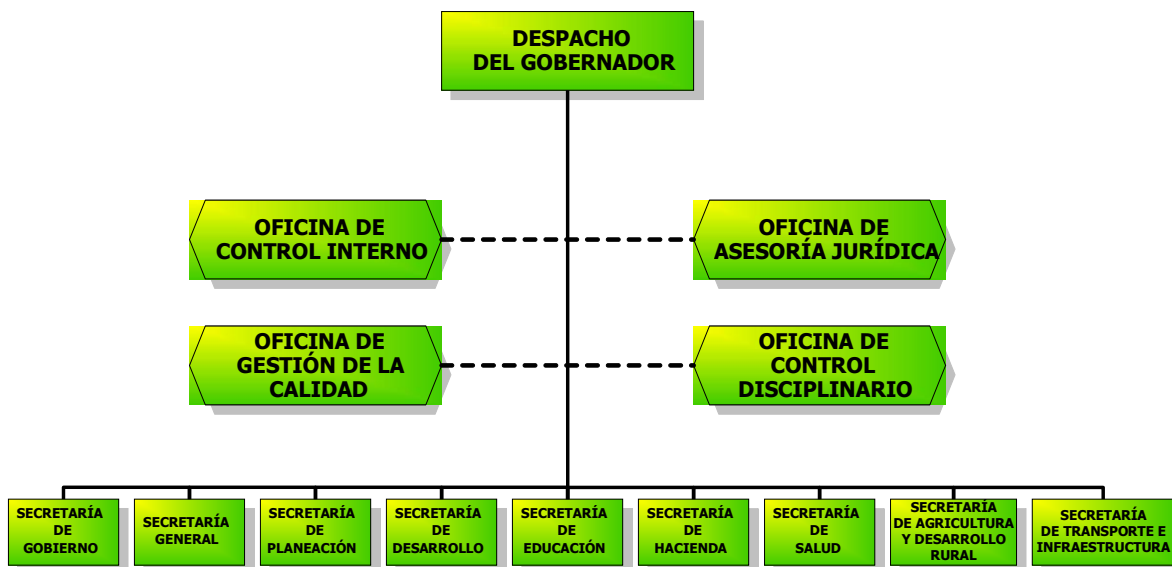 DESPACHO
DEL GOBERNADOR
OFICINA DE
CONTROL INTERNO
OFICINA DE
ASESORÍA JURÍDICA
OFICINA DE
GESTIÓN DE LA
CALIDAD
OFICINA DE
CONTROL
DISCIPLINARIO
SECRETARÍA
DE
GOBIERNO
SECRETARÍA
GENERAL
SECRETARÍA
DE
PLANEACIÓN
SECRETARÍA
DE
DESARROLLO
SECRETARÍA
DE
EDUCACIÓN
SECRETARÍA
DE
HACIENDA
SECRETARÍA
DE
SALUD
SECRETARÍA
DE AGRICULTURA
Y DESARROLLO
RURAL
SECRETARÍA
DE TRANSPORTE E
INFRAESTRUCTURA